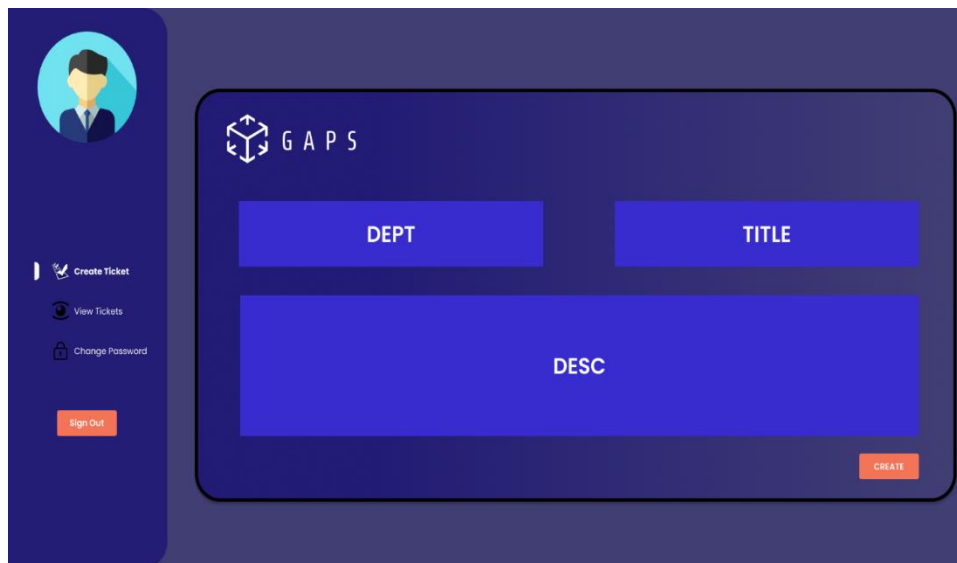 GAPS
DEPT
TITLE
Create Ticket
View Tickets
Change Password
DESC
Sign Out
CREATE